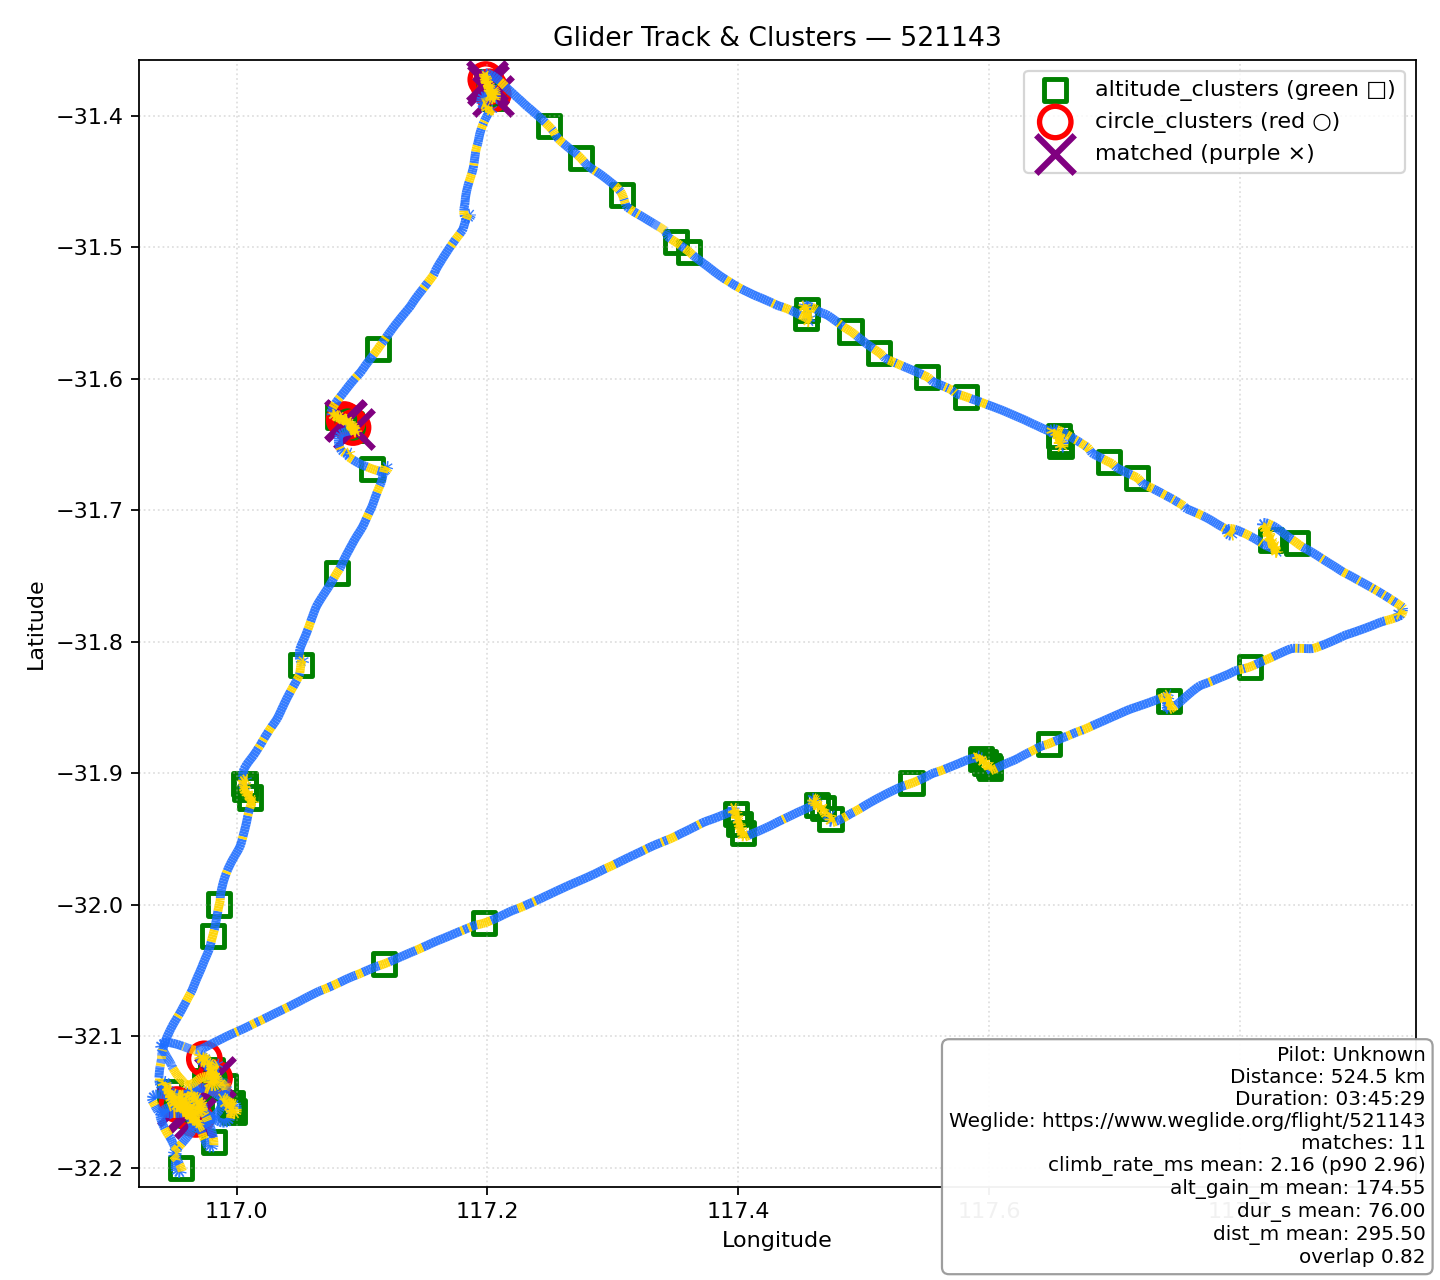 Glider Track & Clusters — 521143
altitude_clusters (green □)
circle_clusters (red ○)
matched (purple ×)
−31.4
−31.5
−31.6
−31.7
−31.8
−31.9
−32.0
−32.1
−32.2
Latitude
117.0
117.2
117.4
117.6
Longitude
Pilot: Unknown
Distance: 524.5 km
Duration: 03:45:29
Weglide: https://www.weglide.org/flight/521143
matches: 11
climb_rate_ms mean: 2.16 (p90 2.96)
alt_gain_m mean: 174.55
dur_s mean: 76.00
dist_m mean: 295.50
overlap 0.82